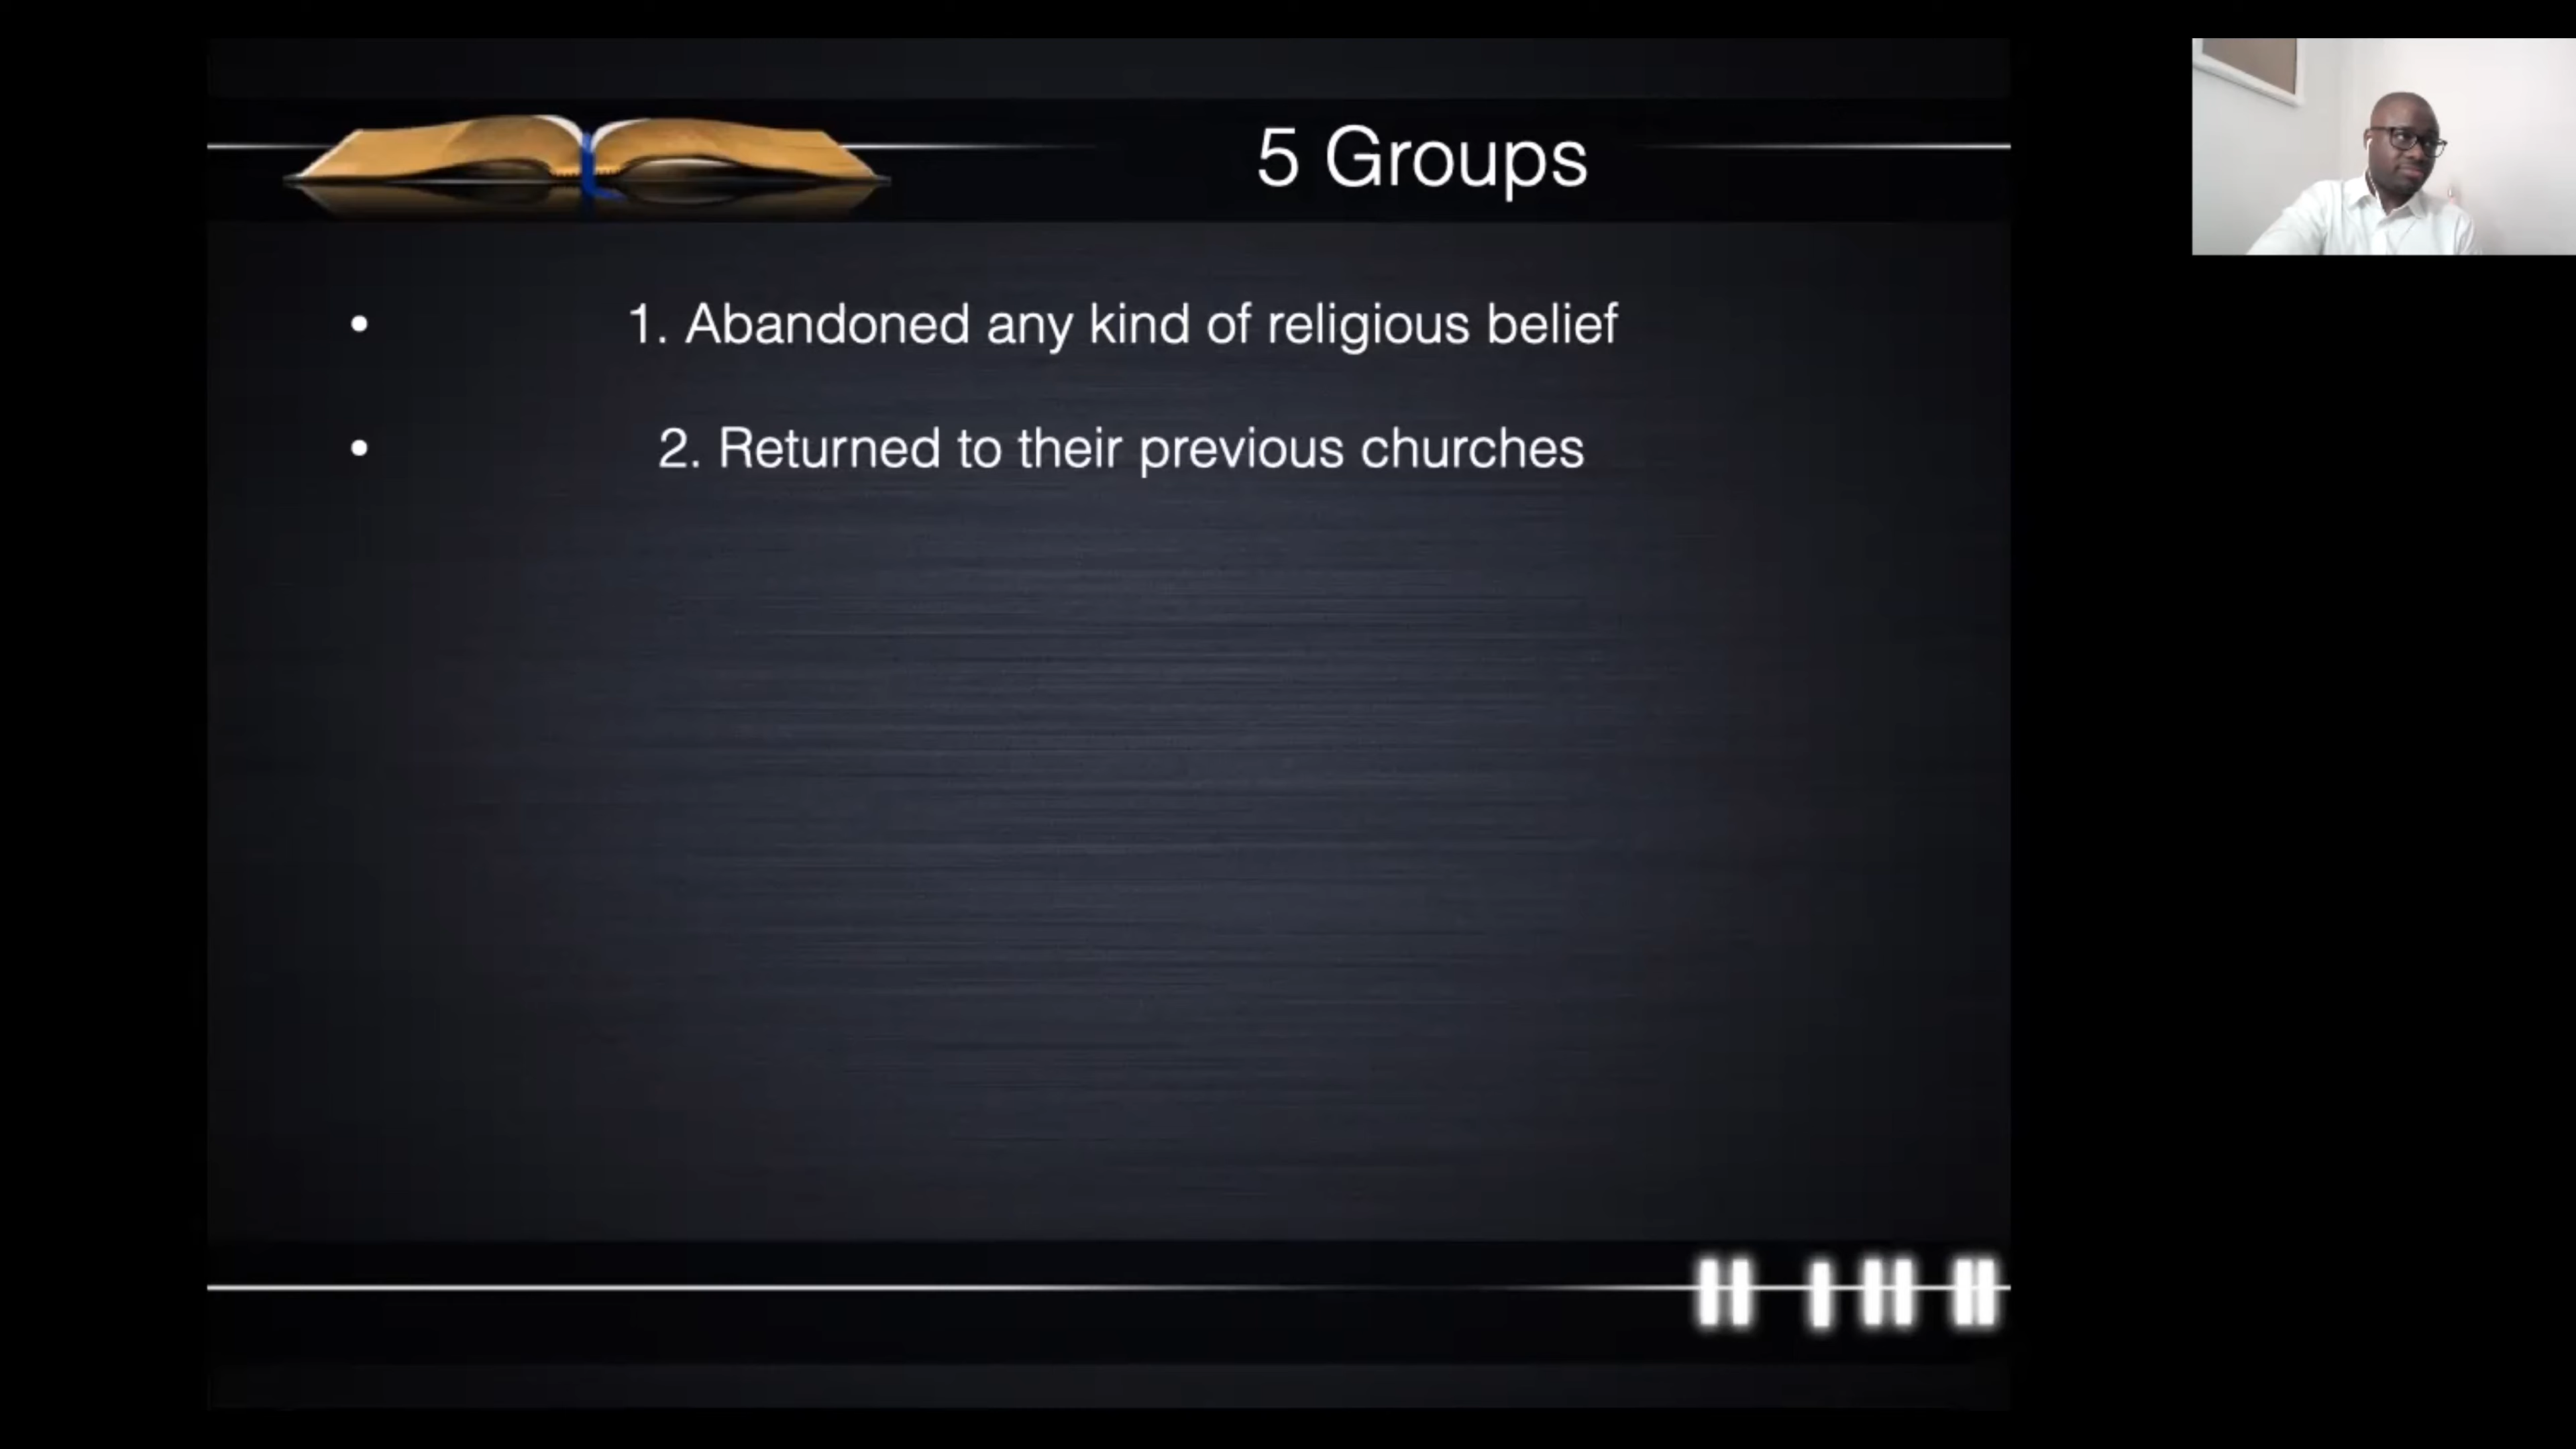 5 Groups
• 1. Abandoned any kind of religious belief
• 2. Returned to their previous churches